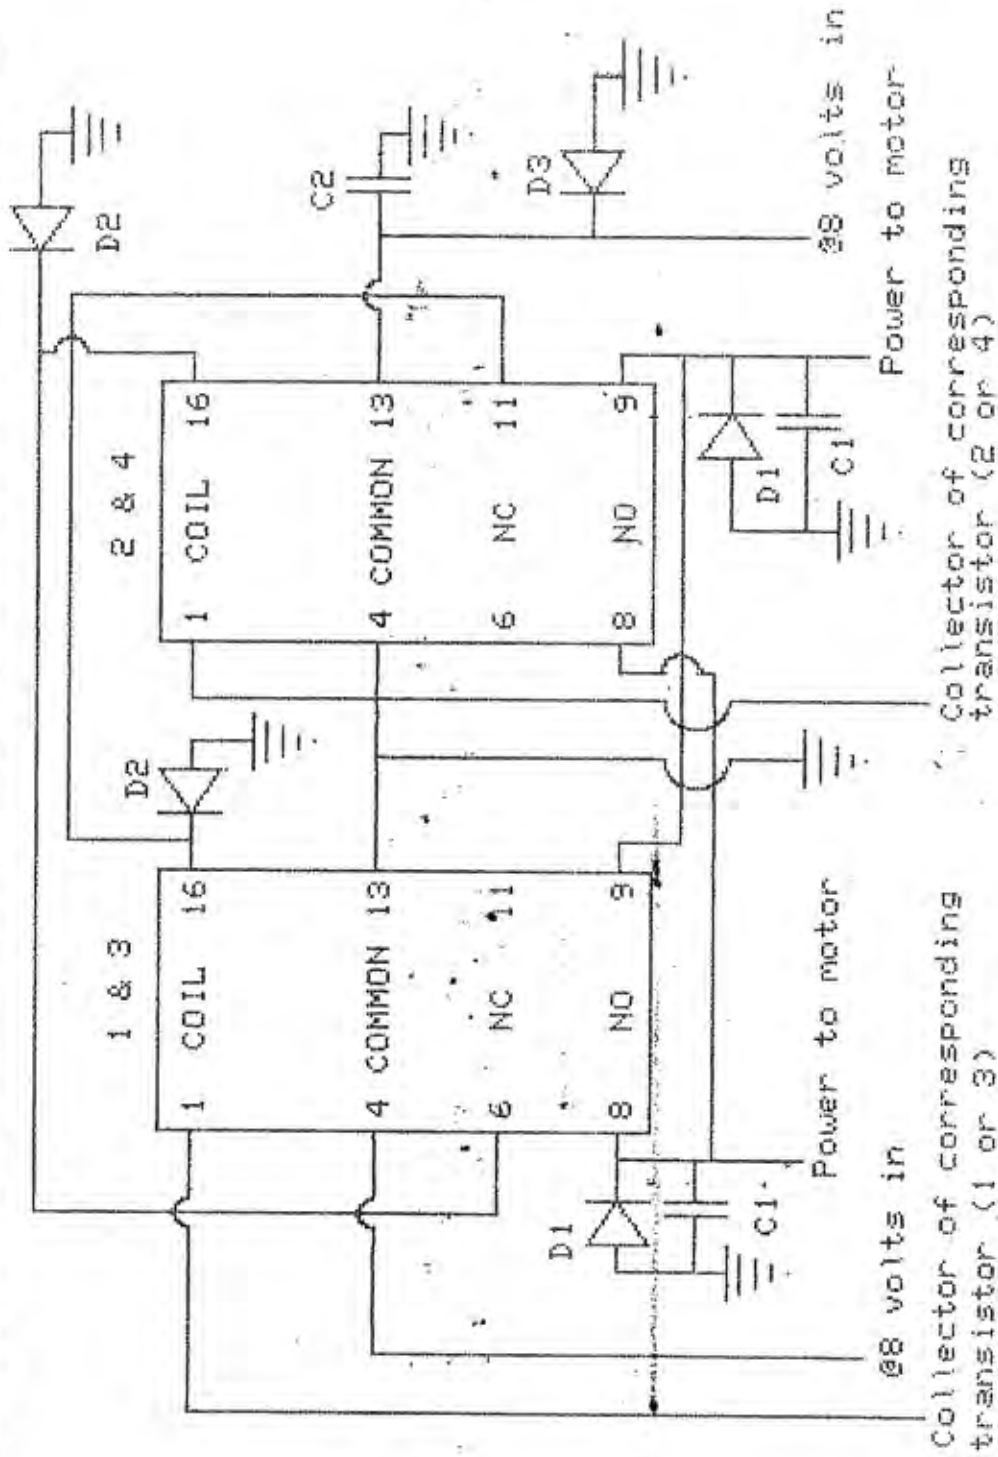 D2
1 & 3
2 & 4
D2
1 COIL 16
1 COIL 16
C2
4 COMMON 13
4 COMMON 13
6 NC 11
6 NC 11
D3
8 NO 9
8 NO 9
D1
D1
C1
C1
Power to motor
@8 volts in
@8 volts in
Power to motor
Collector of corresponding
transistor (1 or 3)
Collector of corresponding
transistor (2 or 4)